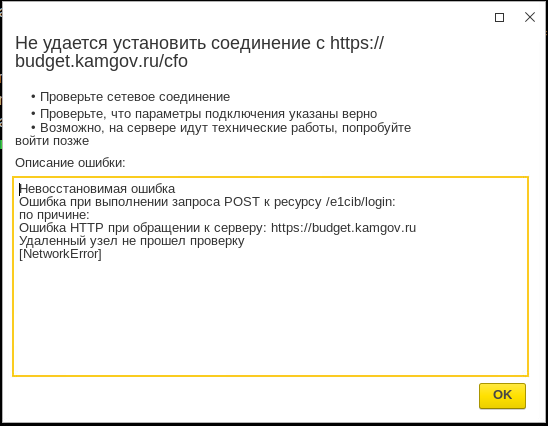 Не удается установить соединение с https://
budget.kamgov.ru/cfo
• Проверьте сетевое соединение
• Проверьте, что параметры подключения указаны верно
• Возможно, на сервере идут технические работы, попробуйте
войти позже
Описание ошибки:
Невосстановимая ошибка
Ошибка при выполнении запроса POST к ресурсу /e1cib/login:
по причине:
Ошибка HTTP при обращении к серверу: https://budget.kamgov.ru
Удаленный узел не прошел проверку
[NetworkError]
OK